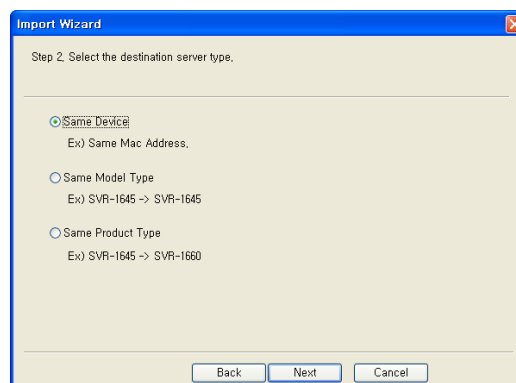 Import Wizard
Step 2. Select the destination server type.
Same Device
Ex) Same Mac Address.
Same Model Type
Ex) SVR-1645 -> SVR-1645
Same Product Type
Ex) SVR-1645 -> SVR-1660
Back Next Cancel